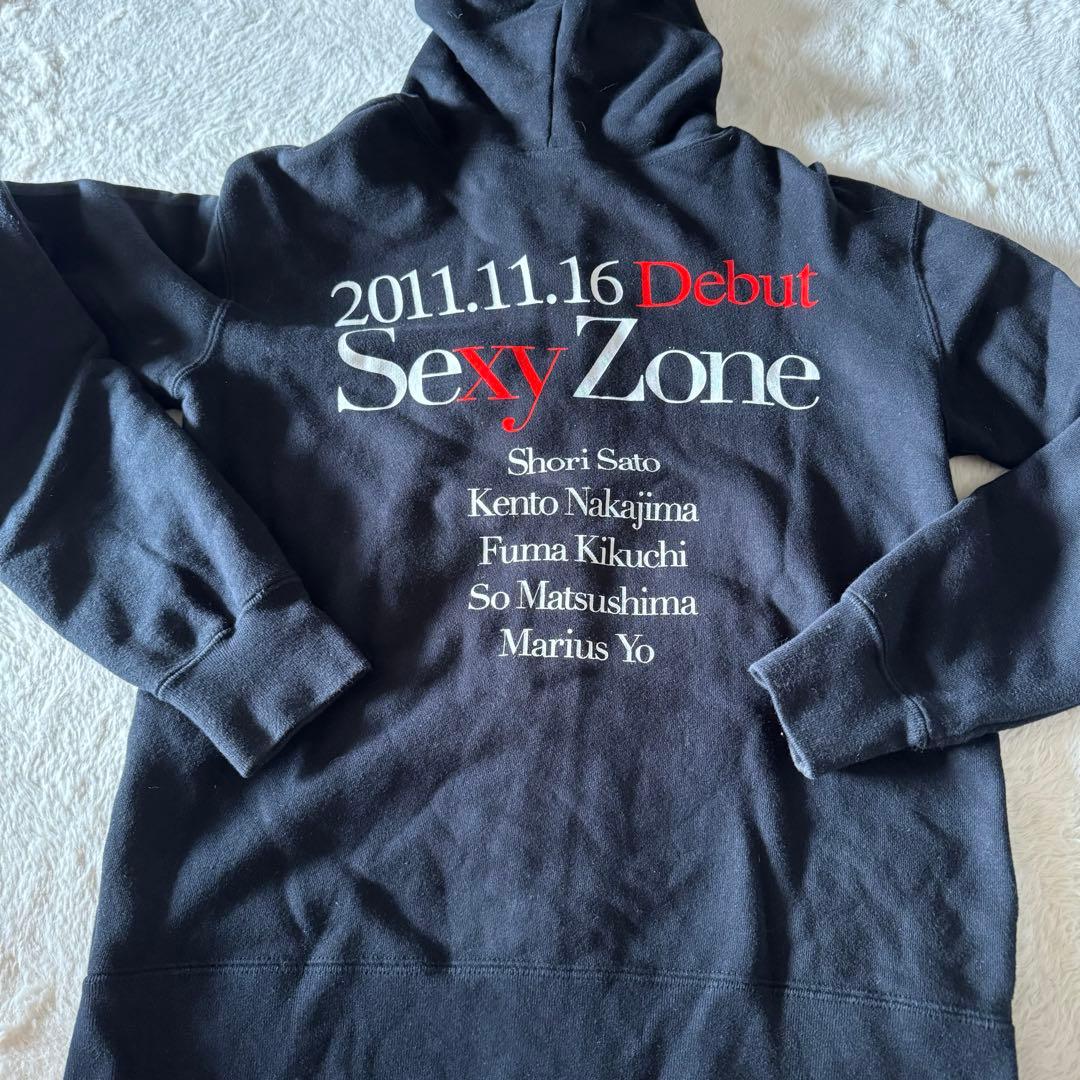 2011.11.16 Debut
Sexy Zone
Shori Sato
Kento Nakajima
Fuma Kikuchi
So Matsushima
Marius Yo